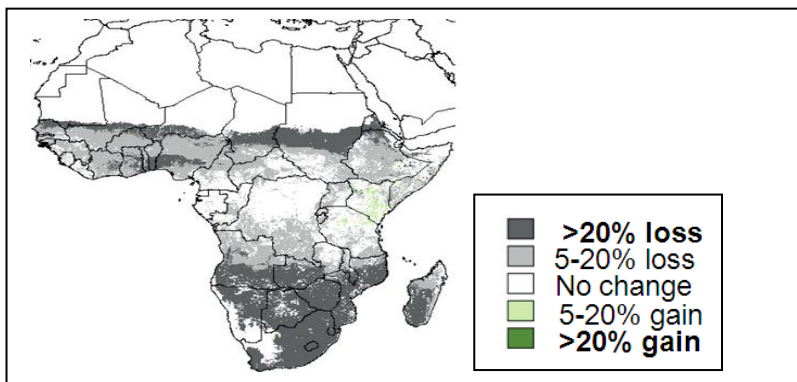 >20% loss
5-20% loss
No change
5-20% gain
>20% gain